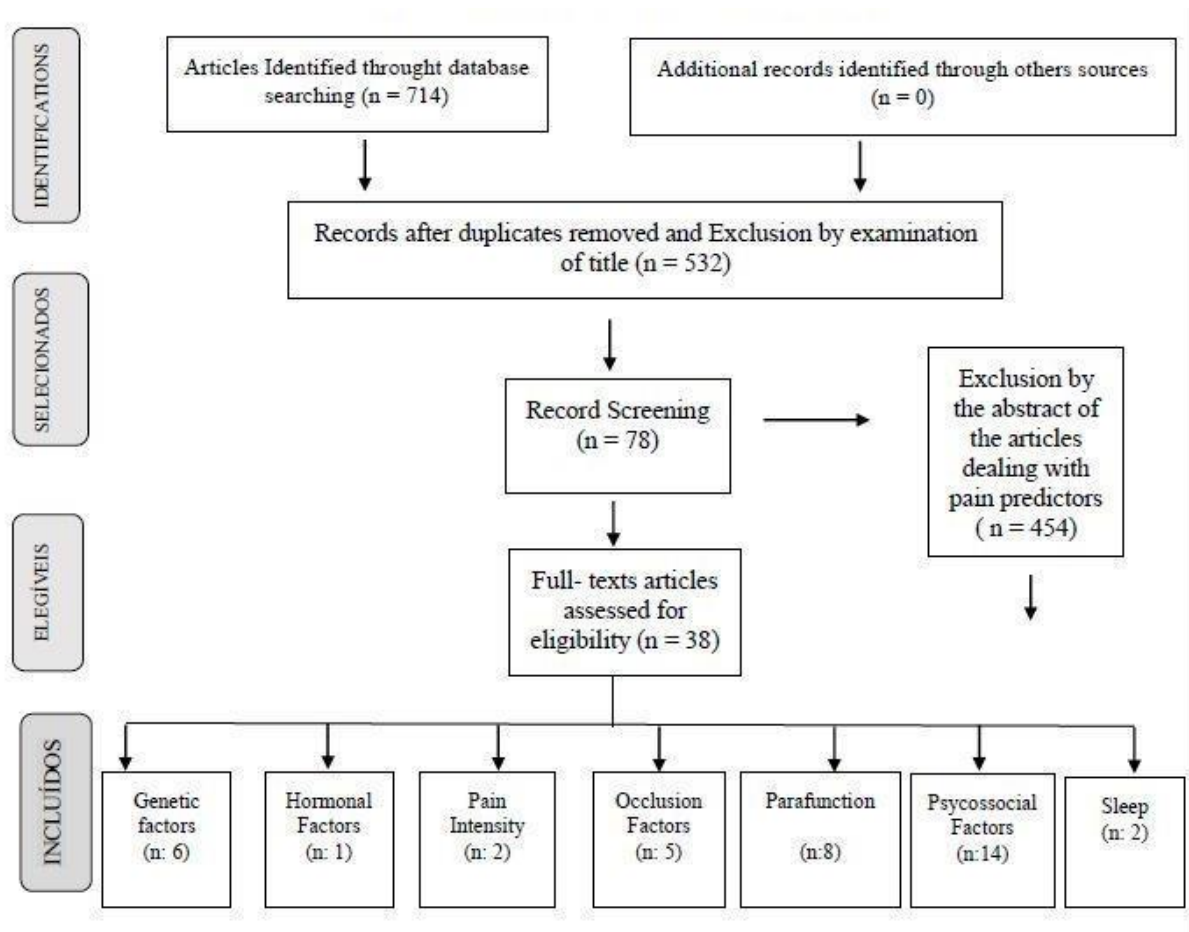 IDENTIFICATIONS
Articles Identified throught database
searching (n = 714)
Additional records identified through others sources
(n = 0)
Records after duplicates removed and Exclusion by examination
of title (n = 532)
SELECIONADOS
Record Screening
(n = 78)
Exclusion by
the abstract of
the articles
dealing with
pain predictors
( n = 454)
ELEGÍVEIS
Full- texts articles
assessed for
eligibility (n = 38)
INCLUÍDOS
Genetic
factors
(n: 6)
Hormonal
Factors
(n: 1)
Pain
Intensity
(n: 2)
Occlusion
Factors
(n: 5)
Parafunction
(n:8)
Psycossocial
Factors
(n:14)
Sleep
(n: 2)